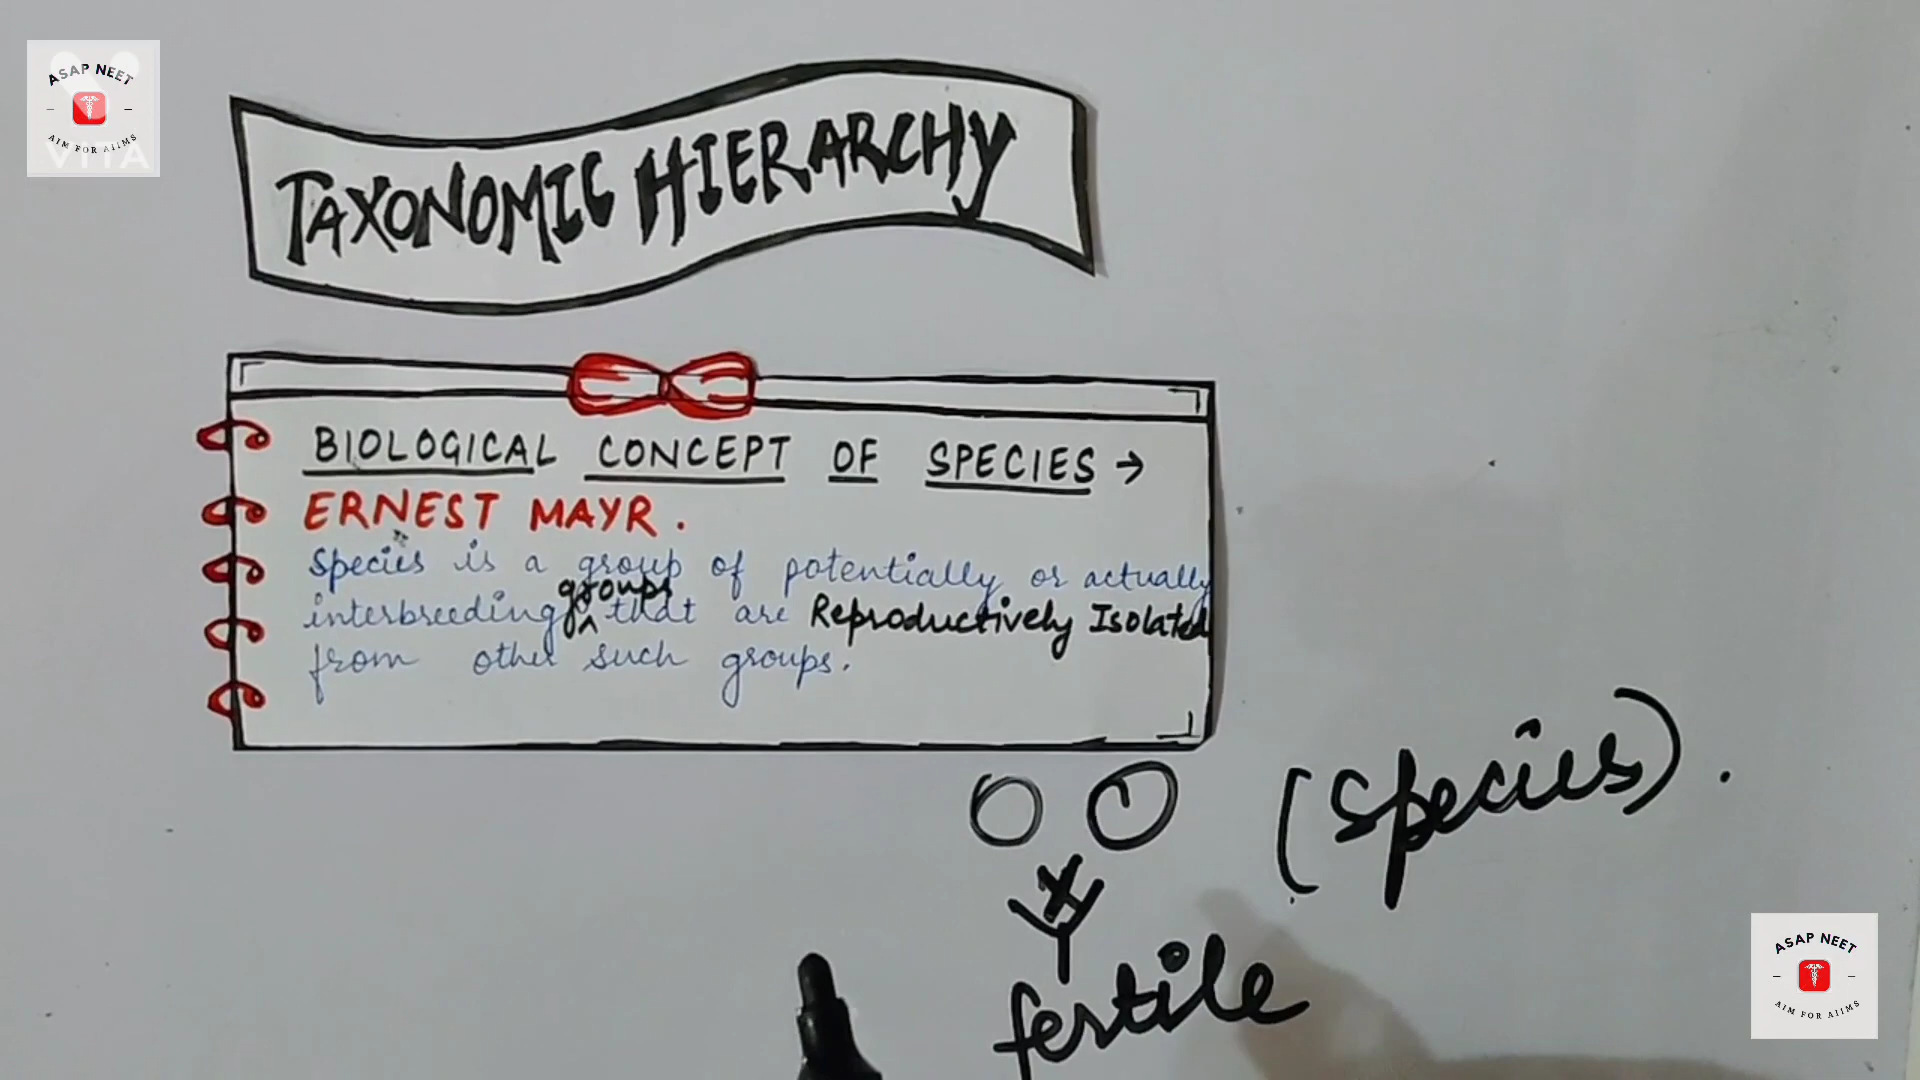 ASAP NEET
AIM FOR AIIMS
VITA
TAXONOMIC HIERARCHY
BIOLOGICAL CONCEPT OF SPECIES →
ERNEST MAYR.
Species is a group of potentially or actually
interbreeding groups that are Reproductively Isolated
from other such groups.
(Species).
fertile
ASAP NEET
AIM FOR AIIMS